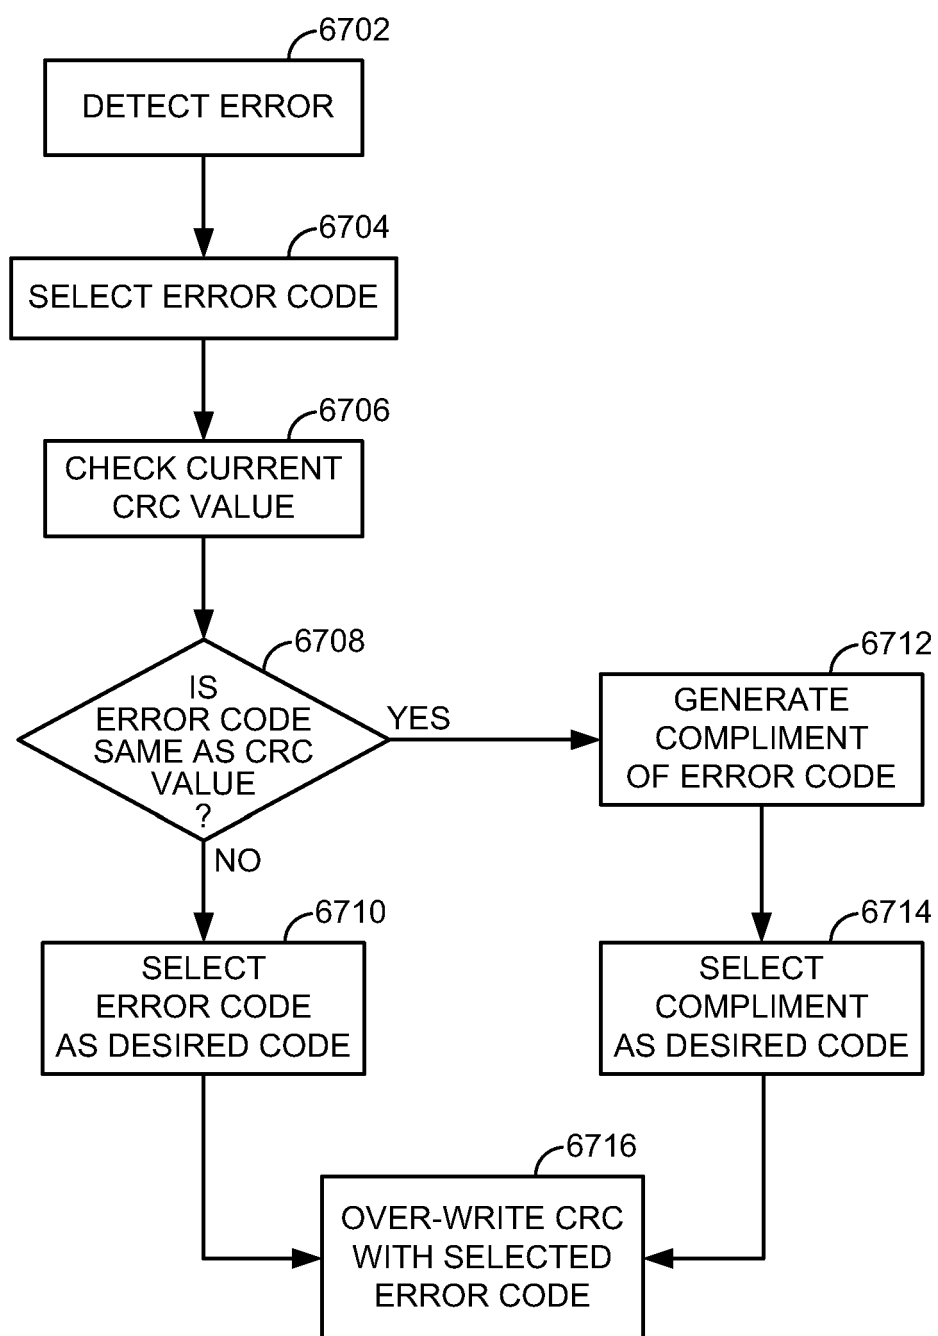 6702
DETECT ERROR
6704
SELECT ERROR CODE
6706
CHECK CURRENT
CRC VALUE
6708
IS
ERROR CODE
SAME AS CRC
VALUE
?
YES
NO
6712
GENERATE
COMPLIMENT
OF ERROR CODE
6710
SELECT
ERROR CODE
AS DESIRED CODE
6714
SELECT
COMPLIMENT
AS DESIRED CODE
6716
OVER-WRITE CRC
WITH SELECTED
ERROR CODE